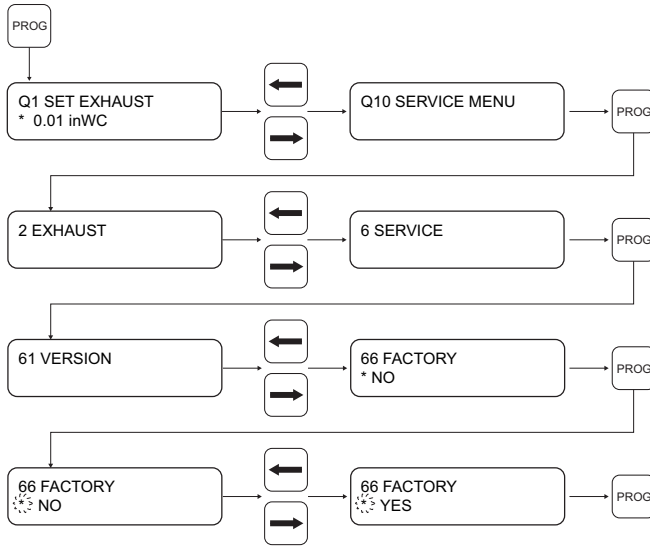 PROG
Q1 SET EXHAUST
* 0.01 inWC
Q10 SERVICE MENU
PROG
2 EXHAUST
6 SERVICE
PROG
61 VERSION
66 FACTORY
* NO
PROG
66 FACTORY
* NO
66 FACTORY
* YES
PROG